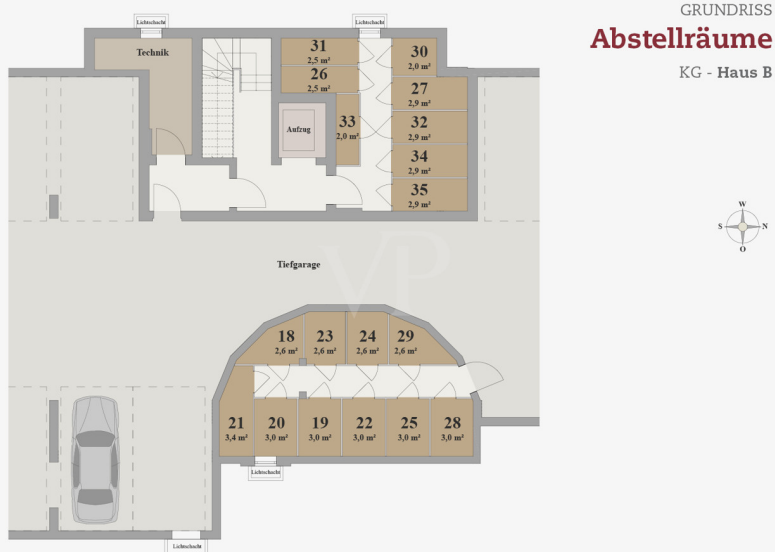 GRUNDRISS
Abstellräume
KG - Haus B
Lichtschacht
Lichtschacht
Technik
31
2,5 m²
26
2,5 m²
30
2,0 m²
27
2,9 m²
33
2,0 m²
32
2,9 m²
Aufzug
34
2,9 m²
35
2,9 m²
W
S
N
O
Tiefgarage
VP
18
2,6 m²
23
2,6 m²
24
2,6 m²
29
2,6 m²
21
3,4 m²
20
3,0 m²
19
3,0 m²
22
3,0 m²
25
3,0 m²
28
3,0 m²
Lichtschacht
Lichtschacht